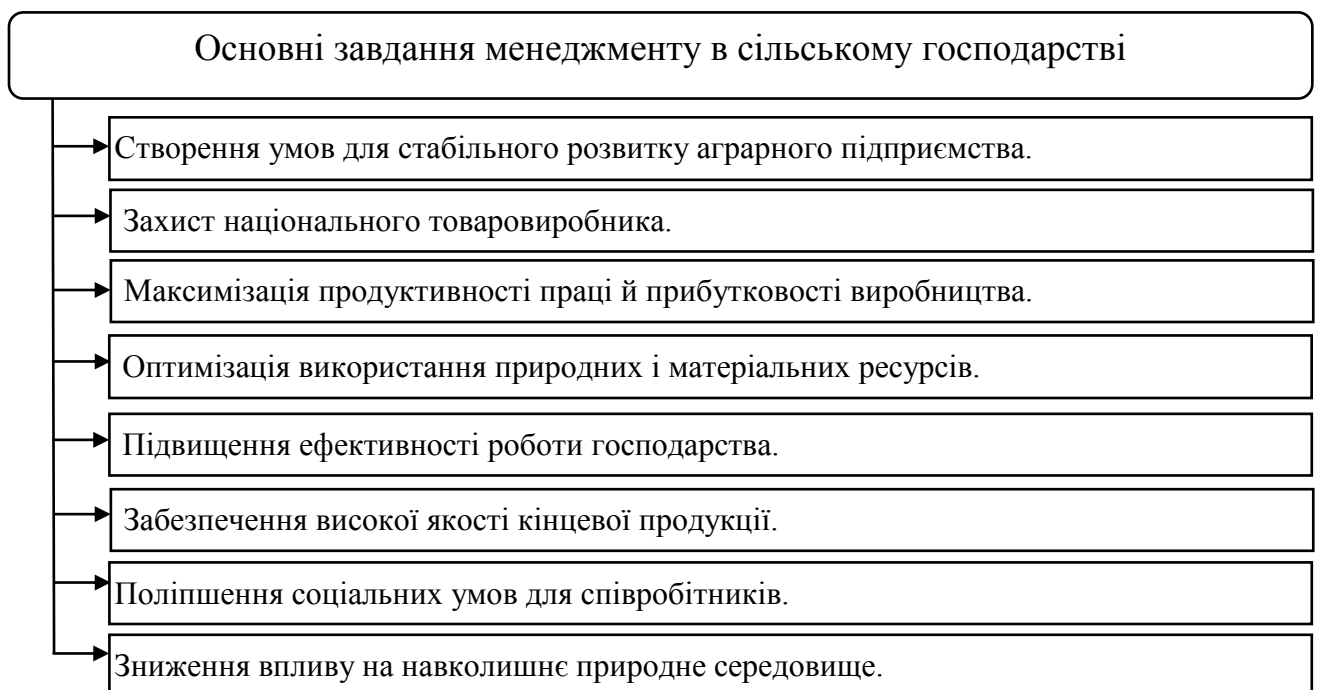 Основні завдання менеджменту в сільському господарстві
Створення умов для стабільного розвитку аграрного підприємства.
Захист національного товаровиробника.
Максимізація продуктивності праці й прибутковості виробництва.
Оптимізація використання природних і матеріальних ресурсів.
Підвищення ефективності роботи господарства.
Забезпечення високої якості кінцевої продукції.
Поліпшення соціальних умов для співробітників.
Зниження впливу на навколишнє природне середовище.